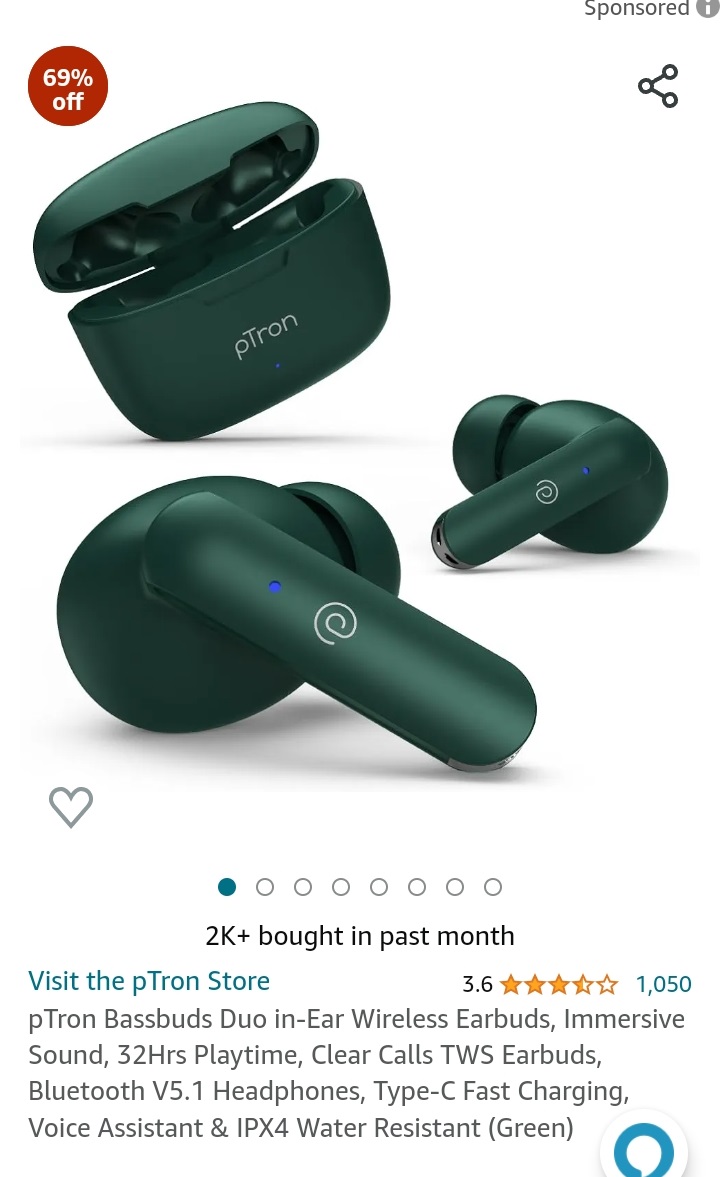 Sponsored
69%
off
pTron
2K+ bought in past month
Visit the pTron Store
3.6
1,050
pTron Bassbuds Duo in-Ear Wireless Earbuds, Immersive
Sound, 32Hrs Playtime, Clear Calls TWS Earbuds,
Bluetooth V5.1 Headphones, Type-C Fast Charging,
Voice Assistant & IPX4 Water Resistant (Green)